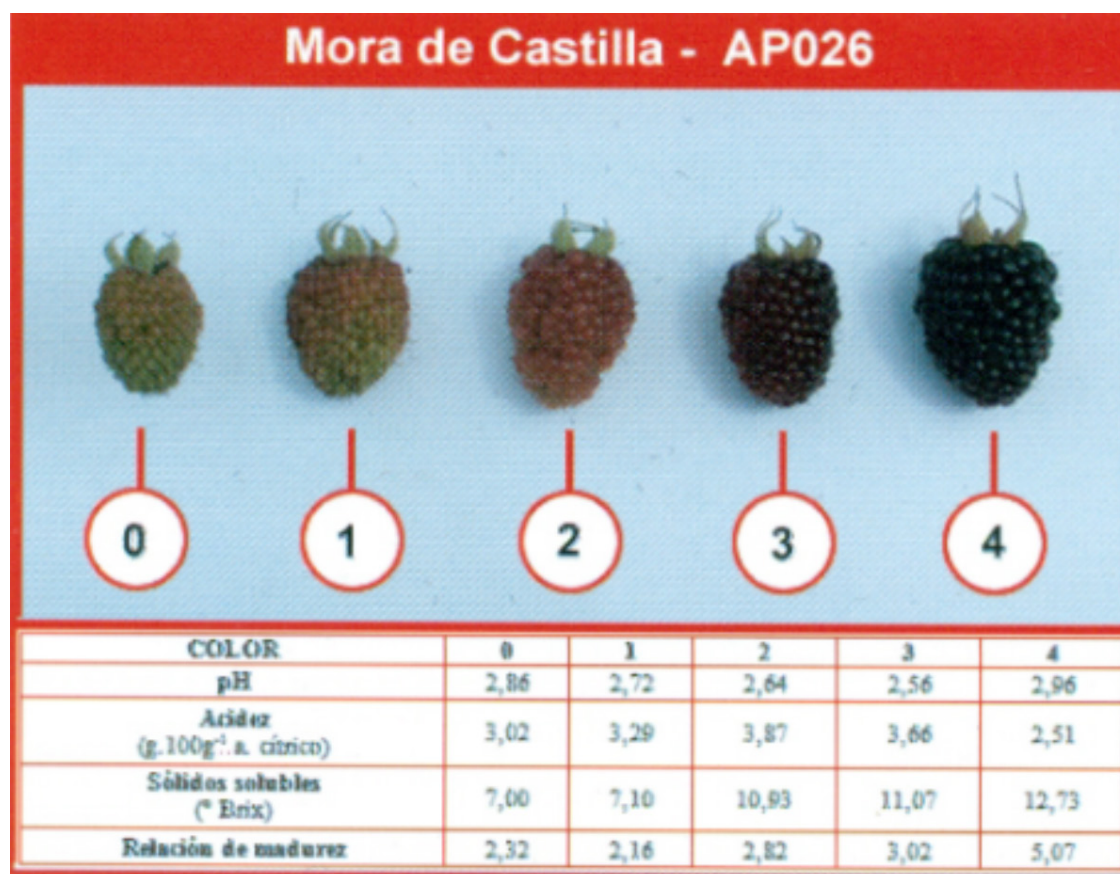 Mora de Castilla - AP026
0 1 2 3 4
COLOR 0 1 2 3 4
pH 2,86 2,72 2,64 2,56 2,96
Acidez
(g.100g⁻¹.a. cítrico) 3,02 3,29 3,87 3,66 2,51
Sólidos solubles
(° Brix) 7,00 7,10 10,93 11,07 12,73
Relación de madurez 2,32 2,16 2,82 3,02 5,07